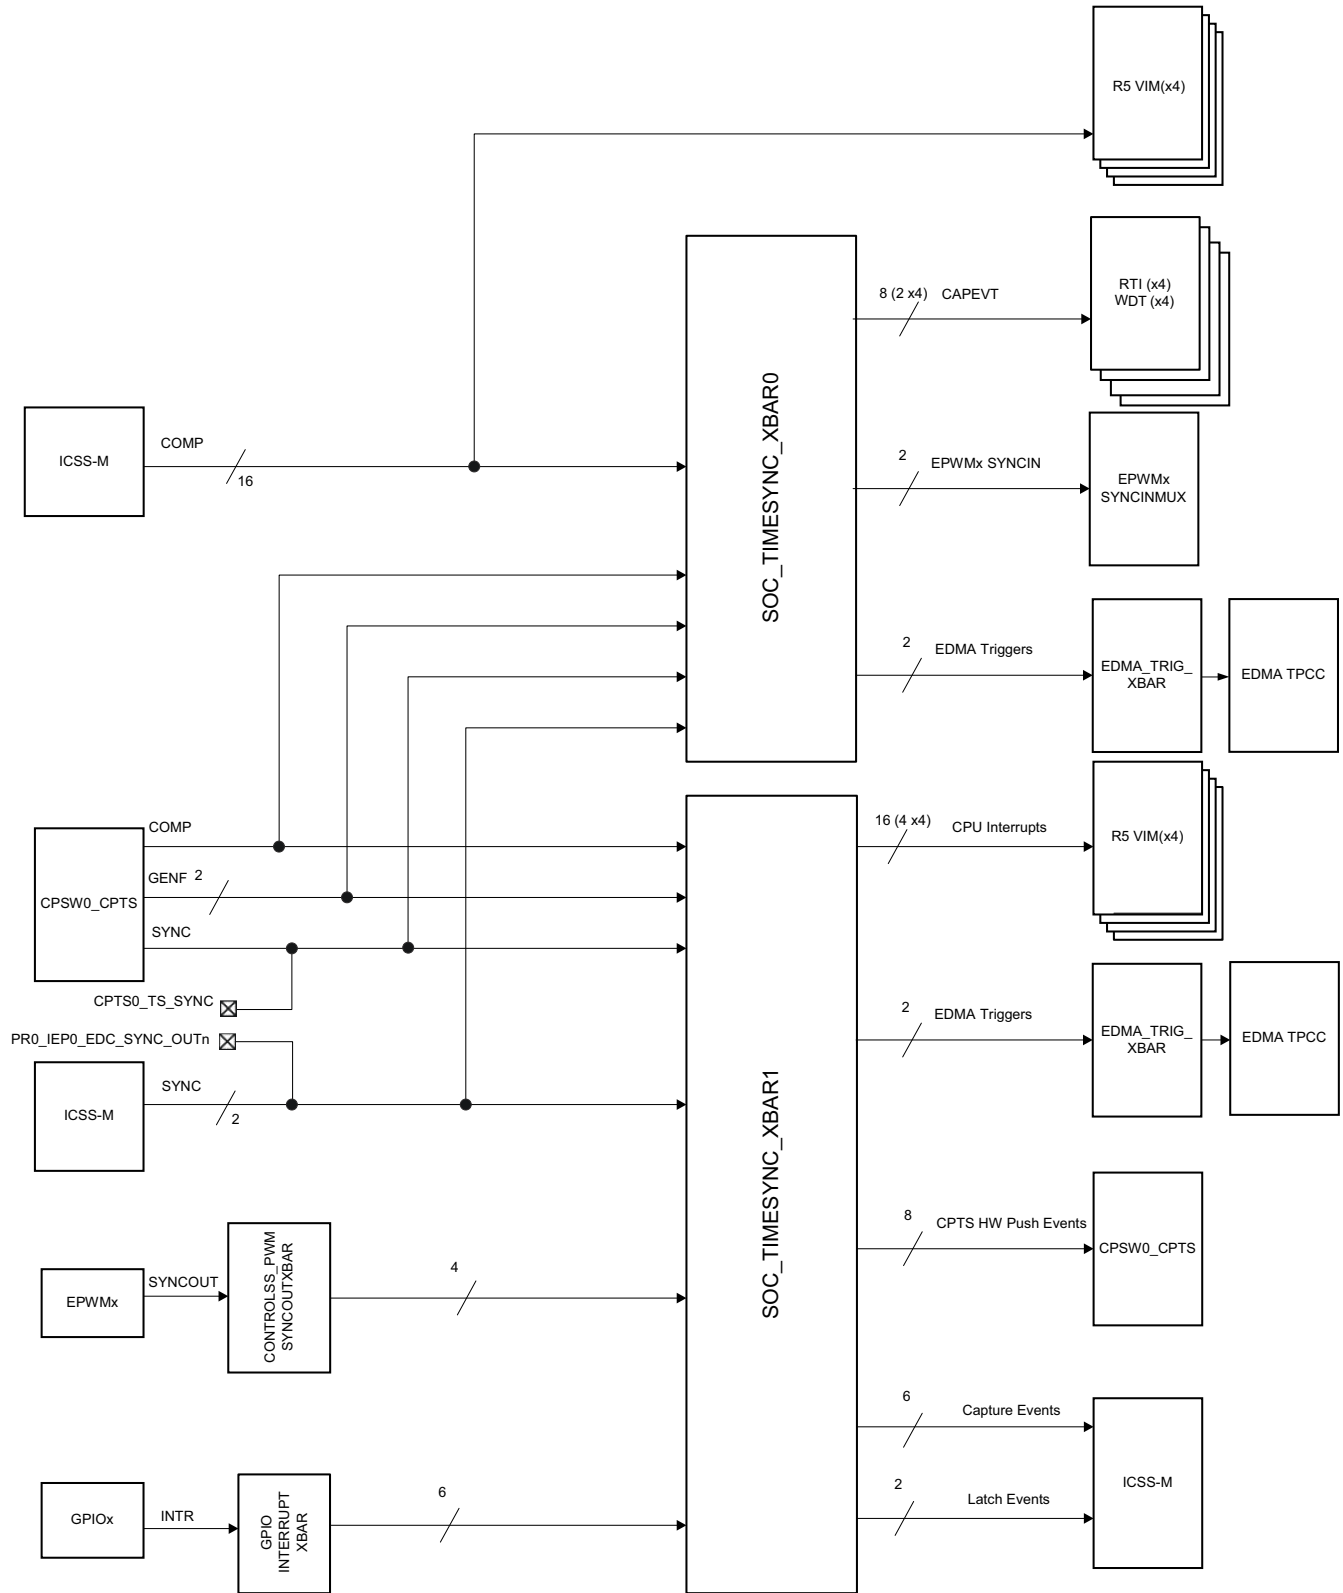 R5 VIM(x4)
RTI (x4)
WDT (x4)
8 (2 x4) CAPEVT
SOC_TIMESYNC_XBAR0
ICSS-M
COMP
16
2 EPWMx SYNCIN
EPWMx
SYNCINMUX
2 EDMA Triggers
EDMA_TRIG_
XBAR
EDMA TPCC
CPSW0_CPTS
COMP
GENF 2
SYNC
CPTS0_TS_SYNC
PR0_IEP0_EDC_SYNC_OUTn
ICSS-M
SYNC
2
SOC_TIMESYNC_XBAR1
16 (4 x4) CPU Interrupts
R5 VIM(x4)
2 EDMA Triggers
EDMA_TRIG_
XBAR
EDMA TPCC
8
CPTS HW Push Events
CPSW0_CPTS
EPWMx
SYNCOUT
CONTROLSS_PWM
SYNCOUTXBAR
4
6
Capture Events
2
Latch Events
ICSS-M
GPIOx
INTR
GPIO
INTERRUPT
XBAR
6